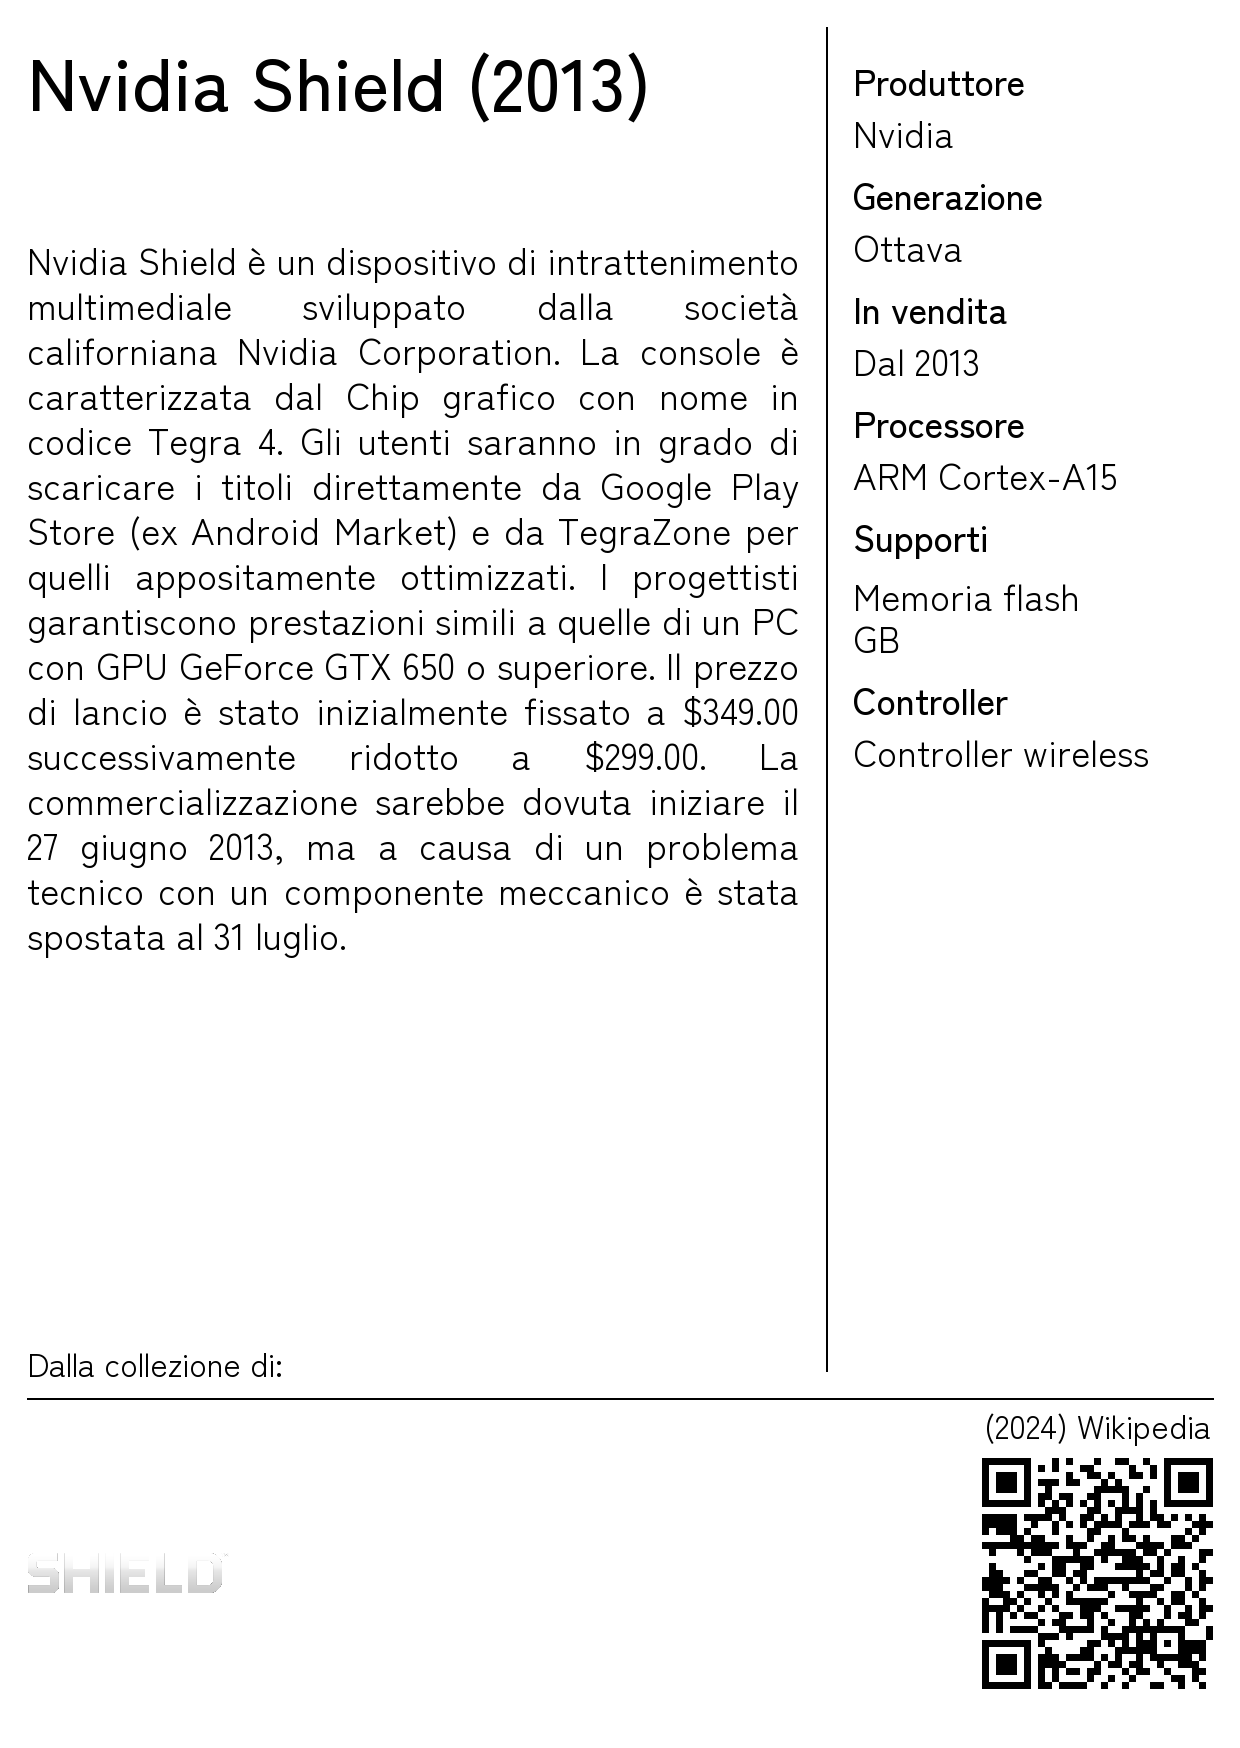 Nvidia Shield (2013)
Nvidia Shield è un dispositivo di intrattenimento
multimediale sviluppato dalla società
californiana Nvidia Corporation. La console è
caratterizzata dal Chip grafico con nome in
codice Tegra 4. Gli utenti saranno in grado di
scaricare i titoli direttamente da Google Play
Store (ex Android Market) e da TegraZone per
quelli appositamente ottimizzati. I progettisti
garantiscono prestazioni simili a quelle di un PC
con GPU GeForce GTX 650 o superiore. Il prezzo
di lancio è stato inizialmente fissato a $349.00
successivamente ridotto a $299.00. La
commercializzazione sarebbe dovuta iniziare il
27 giugno 2013, ma a causa di un problema
tecnico con un componente meccanico è stata
spostata al 31 luglio.
Dalla collezione di:
Produttore
Nvidia
Generazione
Ottava
In vendita
Dal 2013
Processore
ARM Cortex-A15
Supporti
Memoria flash
GB
Controller
Controller wireless
(2024) Wikipedia
SHIELD